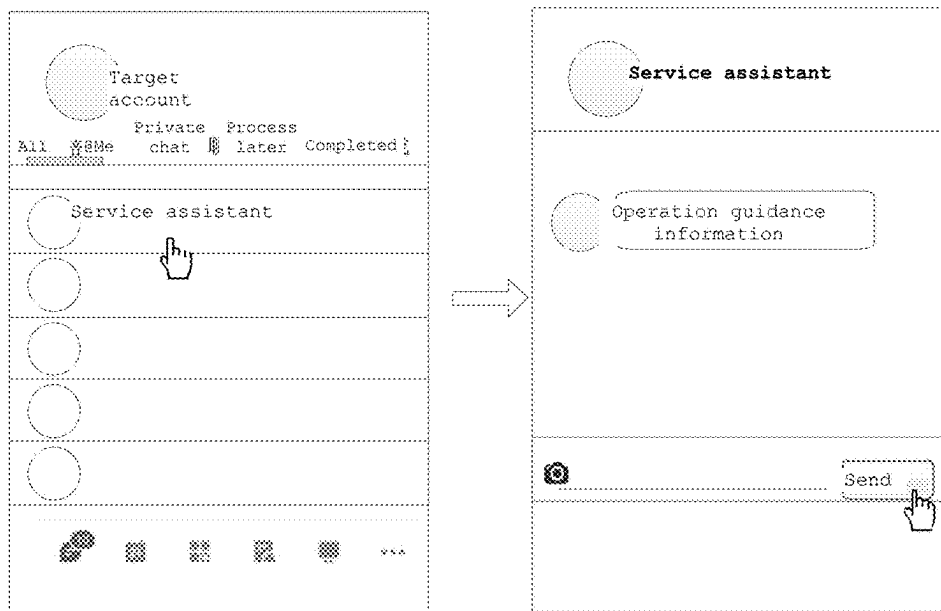 Target
account
Private Process
All @Me chat later Completed
Service assistant
Service assistant
Operation guidance
information
Send